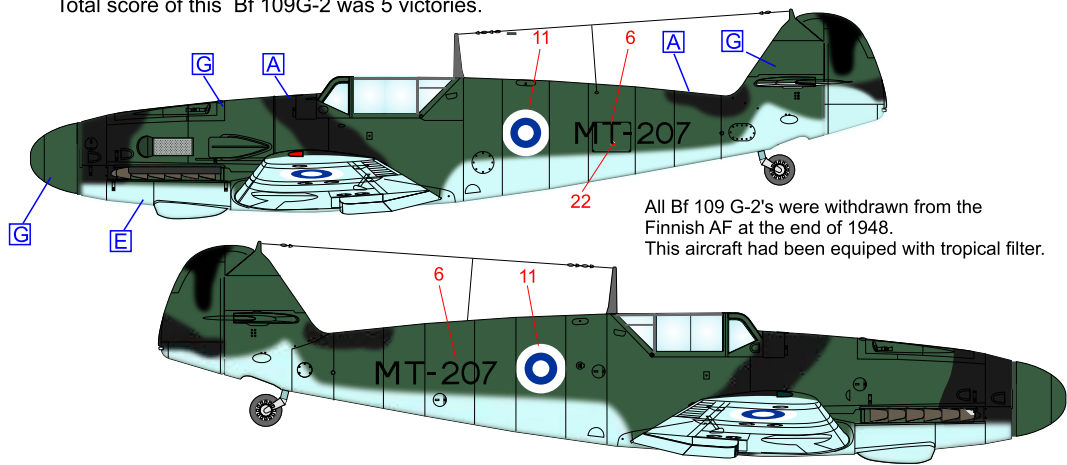 Total score of this Bf 109G-2 was 5 victories.
11
6
A
G
G
A
MT-207
22
G
E
All Bf 109 G-2's were withdrawn from the
Finnish AF at the end of 1948.
This aircraft had been equiped with tropical filter.
6
11
MT-207